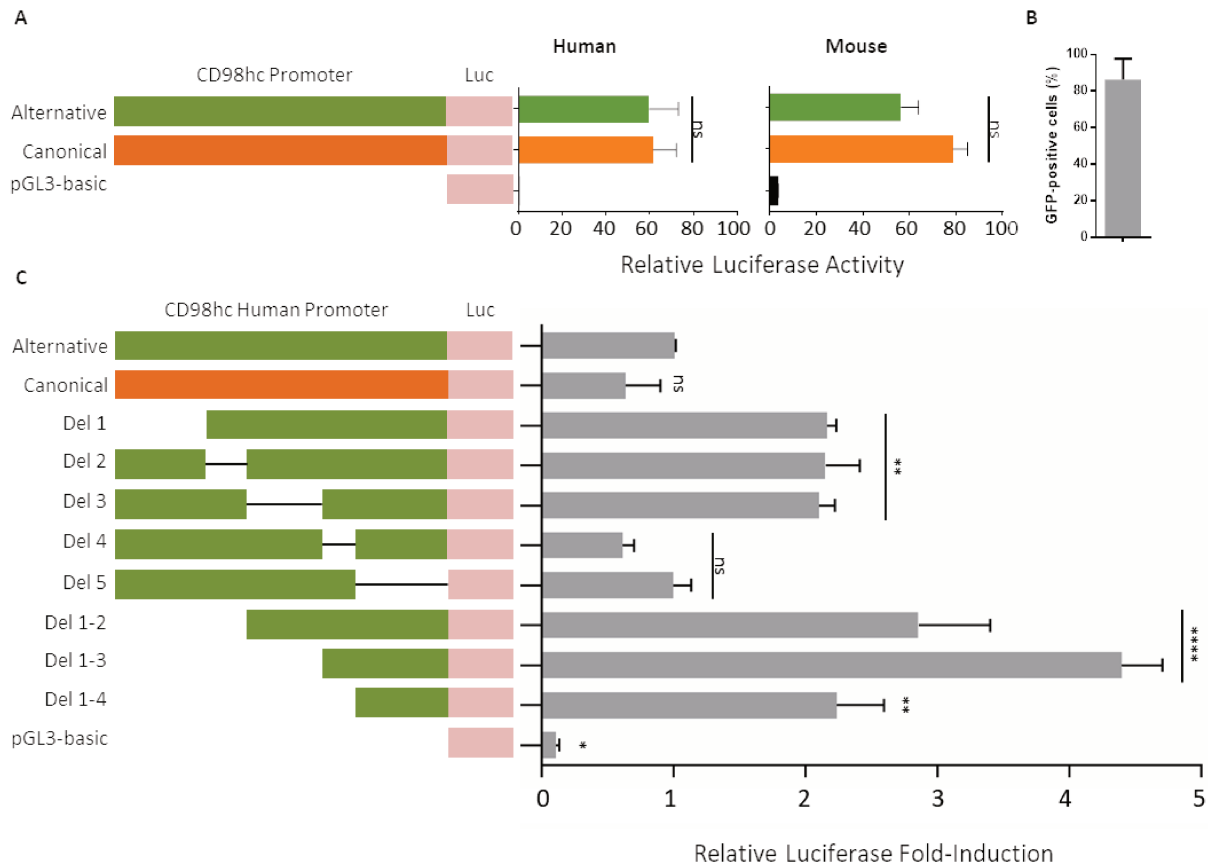 A
B
Human
Mouse
CD98hc Promoter
Luc
Alternative
Canonical
pGL3-basic
ns
ns
0 20 40 60 80 100
0 20 40 60 80 100
Relative Luciferase Activity
GFP-positive cells (%)
100
80
60
40
20
0
C
CD98hc Human Promoter
Luc
Alternative
Canonical
ns
Del 1
Del 2
**
Del 3
Del 4
ns
Del 5
Del 1-2
Del 1-3
****
Del 1-4
**
pGL3-basic
*
0 1 2 3 4 5
Relative Luciferase Fold-Induction